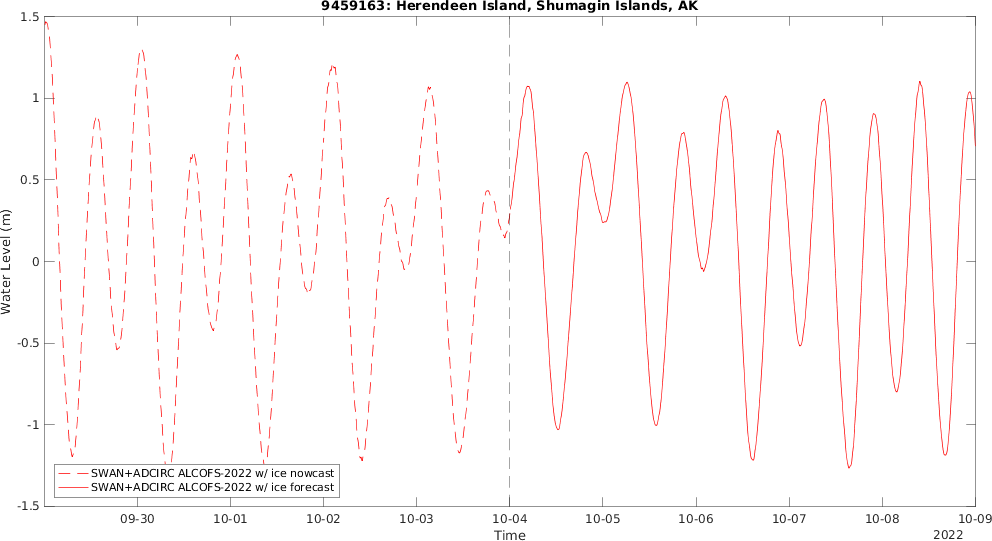 9459163: Herendeen Island, Shumagin Islands, AK
1.5
1
0.5
0
-0.5
-1
-1.5
Water Level (m)
SWAN+ADCIRC ALCOFS-2022 w/ ice nowcast
SWAN+ADCIRC ALCOFS-2022 w/ ice forecast
09-30 10-01 10-02 10-03 10-04 10-05 10-06 10-07 10-08 10-09
Time
2022